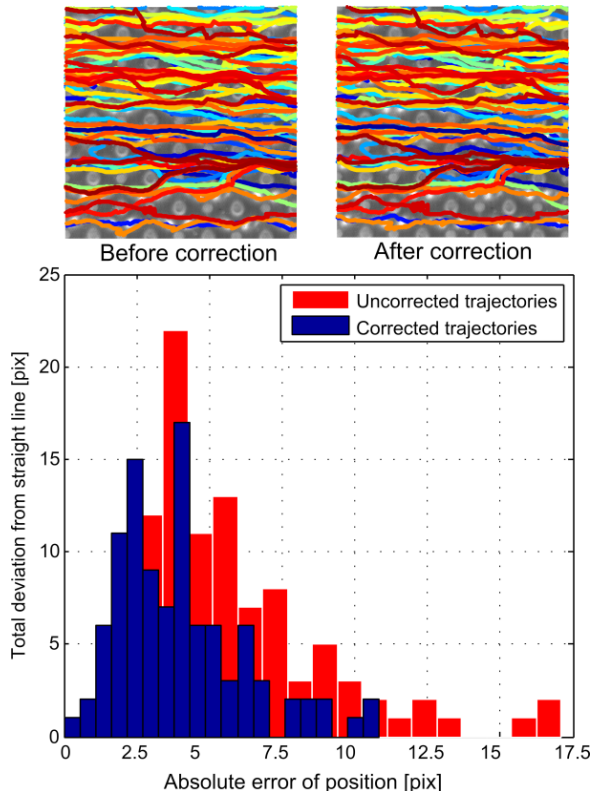 Before correction
After correction
25
20
15
10
5
0
Total deviation from straight line [pix]
Uncorrected trajectories
Corrected trajectories
0 2.5 5 7.5 10 12.5 15 17.5
Absolute error of position [pix]